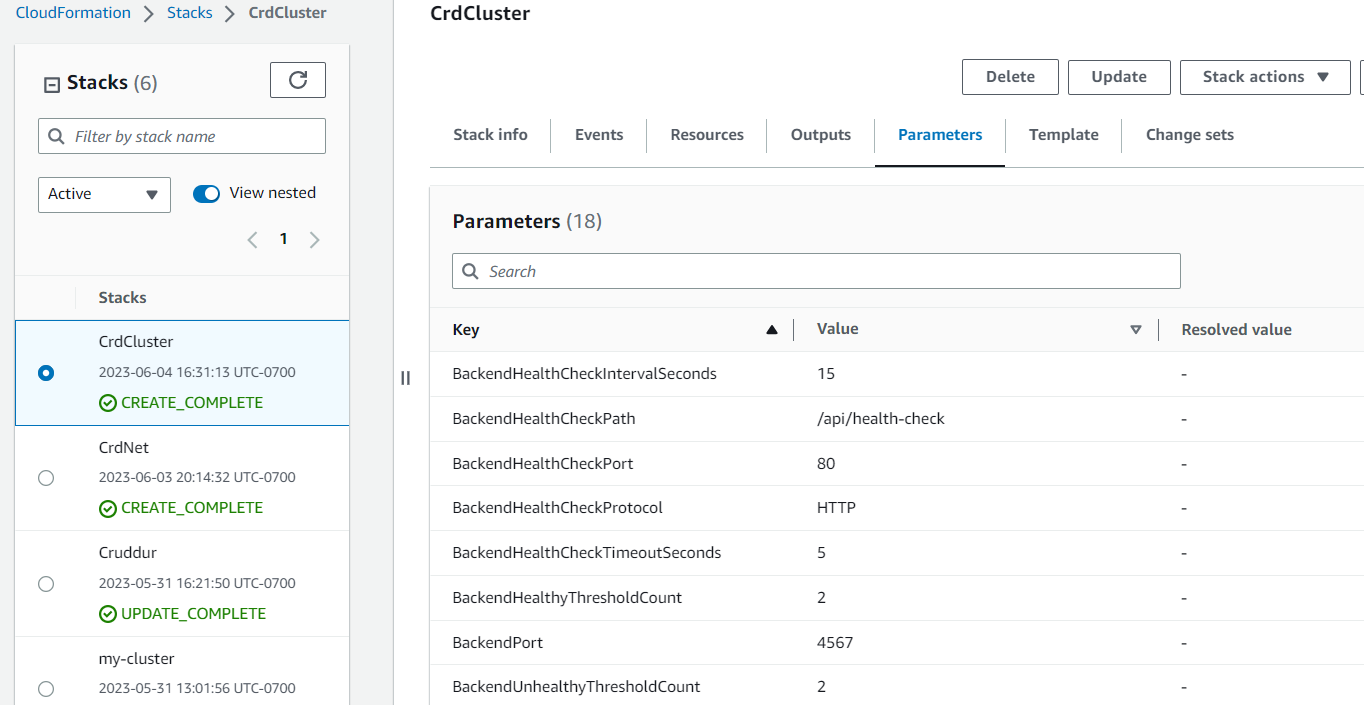 CloudFormation > Stacks > CrdCluster
Stacks (6)
Filter by stack name
Active
View nested
1
Stacks
CrdCluster
2023-06-04 16:31:13 UTC-0700
CREATE_COMPLETE
CrdNet
2023-06-03 20:14:32 UTC-0700
CREATE_COMPLETE
Cruddur
2023-05-31 16:21:50 UTC-0700
UPDATE_COMPLETE
my-cluster
2023-05-31 13:01:56 UTC-0700
CrdCluster
Delete Update Stack actions
Stack info Events Resources Outputs Parameters Template Change sets
Parameters (18)
Search
Key Value Resolved value
BackendHealthCheckIntervalSeconds 15 -
BackendHealthCheckPath /api/health-check -
BackendHealthCheckPort 80 -
BackendHealthCheckProtocol HTTP -
BackendHealthCheckTimeoutSeconds 5 -
BackendHealthyThresholdCount 2 -
BackendPort 4567 -
BackendUnhealthyThresholdCount 2 -